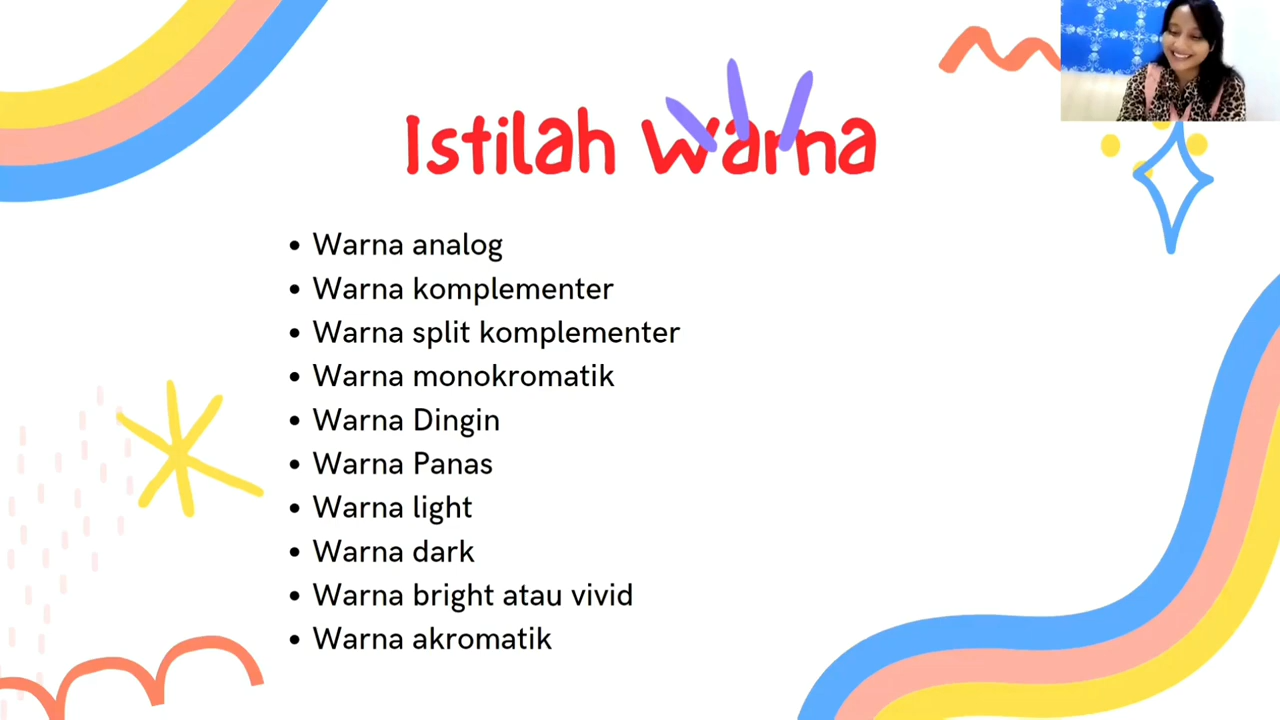 Istilah Warna
• Warna analog
• Warna komplementer
• Warna split komplementer
• Warna monokromatik
• Warna Dingin
• Warna Panas
• Warna light
• Warna dark
• Warna bright atau vivid
• Warna akromatik